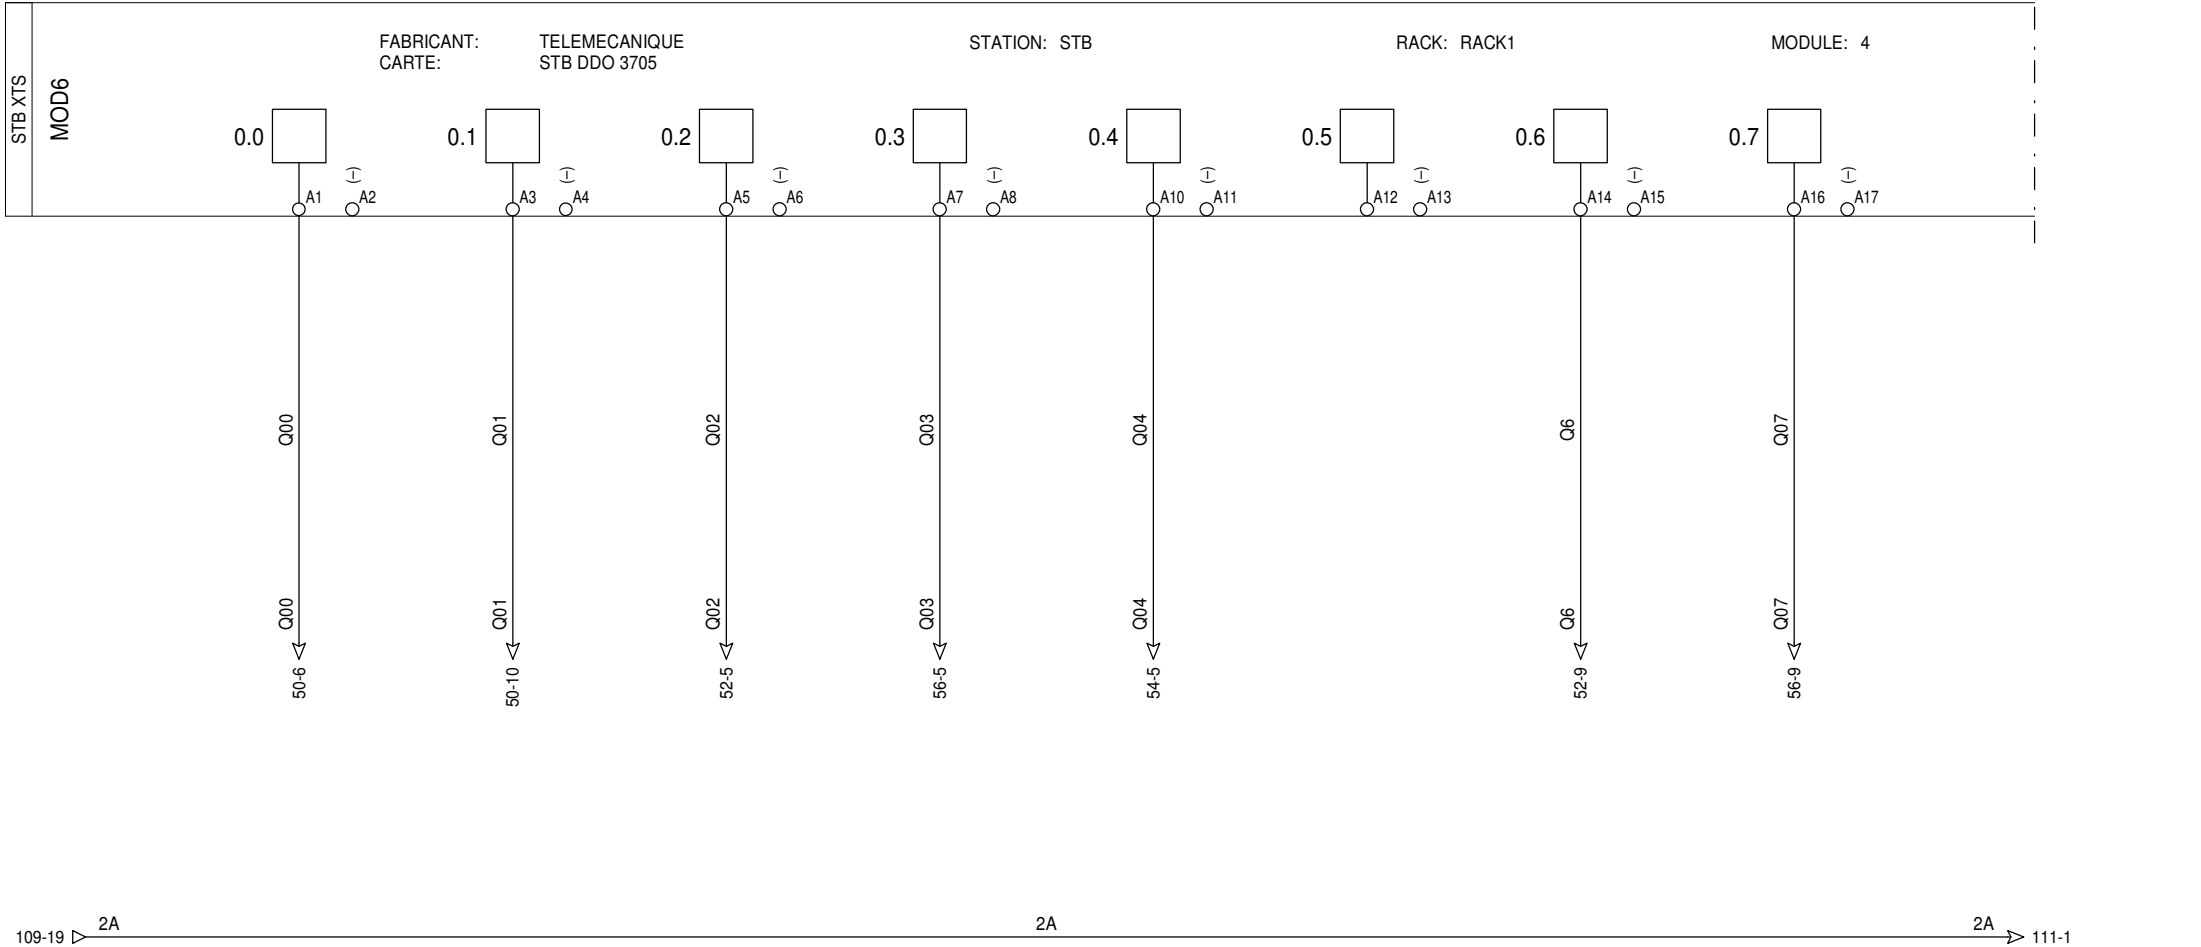 STB XTS
MOD6
FABRICANT: TELEMECANIQUE STATION: STB RACK: RACK1 MODULE: 4
CARTE: STB DDO 3705
0.0 0.1 0.2 0.3 0.4 0.5 0.6 0.7
(-) (-) (-) (-) (-) (-) (-) (-)
A1 A2 A3 A4 A5 A6 A7 A8 A10 A11 A12 A13 A14 A15 A16 A17
Q00 Q01 Q02 Q03 Q04 Q6 Q07
Q00 Q01 Q02 Q03 Q04 Q6 Q07
50-6 50-10 52-5 56-5 54-5 52-9 56-9
2A 2A 2A
109-19 111-1